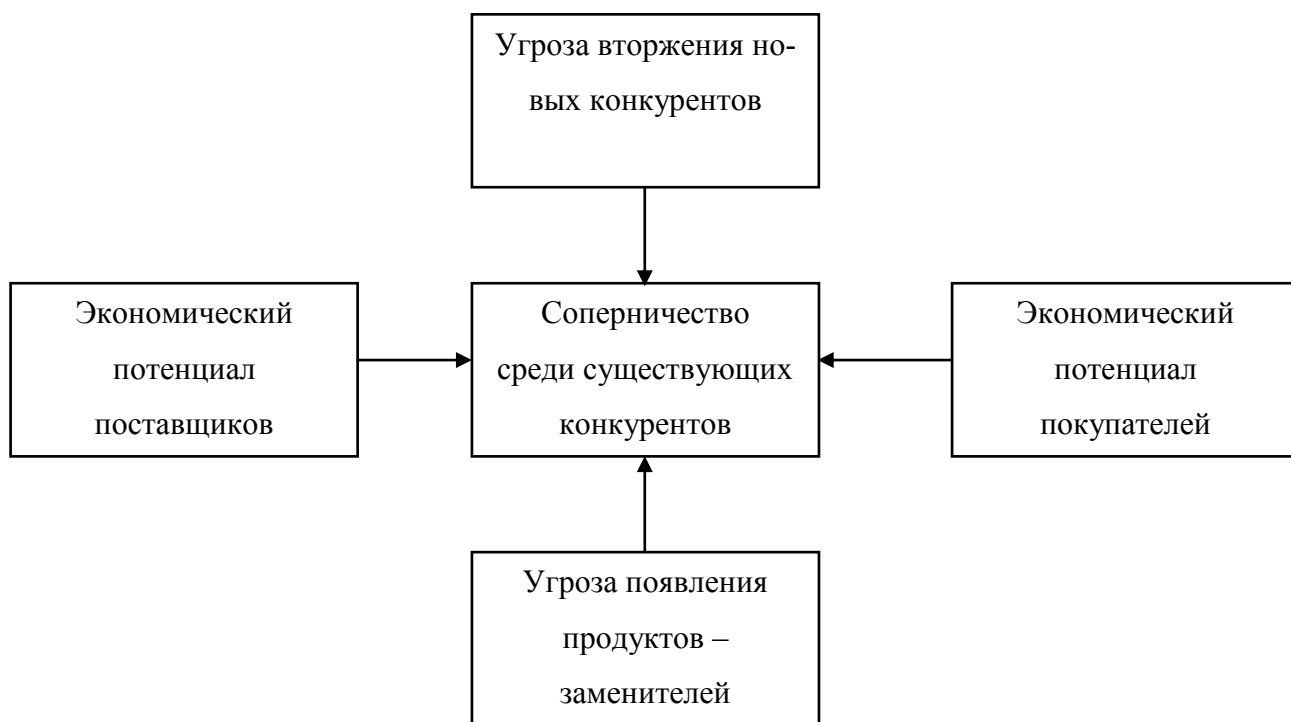 Угроза вторжения но-
вых конкурентов
Экономический
потенциал
поставщиков
Соперничество
среди существующих
конкурентов
Экономический
потенциал
покупателей
Угроза появления
продуктов –
заменителей